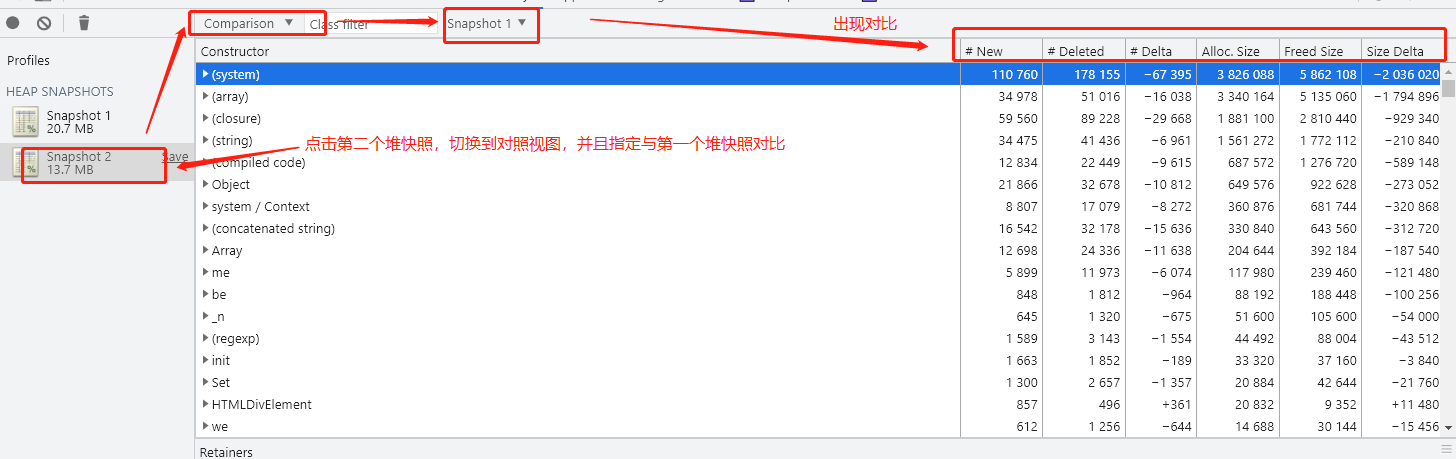 Comparison ▼ Class filter Snapshot 1 ▼ 出现对比
Profiles
HEAP SNAPSHOTS
Snapshot 1
20.7 MB
Snapshot 2 Save
13.7 MB
点击第二个堆快照，切换到对照视图，并且指定与第一个堆快照对比
Constructor # New # Deleted # Delta Alloc. Size Freed Size Size Delta
(system) 110 760 178 155 −67 395 3 826 088 5 862 108 −2 036 020
(array) 34 978 51 016 −16 038 3 340 164 5 135 060 −1 794 896
(closure) 59 560 89 228 −29 668 1 881 100 2 810 440 −929 340
(string) 34 475 41 436 −6 961 1 561 272 1 772 112 −210 840
(compiled code) 12 834 22 449 −9 615 687 572 1 276 720 −589 148
Object 21 866 32 678 −10 812 649 576 922 628 −273 052
system / Context 8 807 17 079 −8 272 360 876 681 744 −320 868
(concatenated string) 16 542 32 178 −15 636 330 840 643 560 −312 720
Array 12 698 24 336 −11 638 204 644 392 184 −187 540
me 5 899 11 973 −6 074 117 980 239 460 −121 480
be 848 1 812 −964 88 192 188 448 −100 256
_n 645 1 320 −675 51 600 105 600 −54 000
(regexp) 1 589 3 143 −1 554 44 492 88 004 −43 512
init 1 663 1 852 −189 33 320 37 160 −3 840
Set 1 300 2 657 −1 357 20 884 42 644 −21 760
HTMLDivElement 857 496 +361 20 832 9 352 +11 480
we 612 1 256 −644 14 688 30 144 −15 456
Retainers